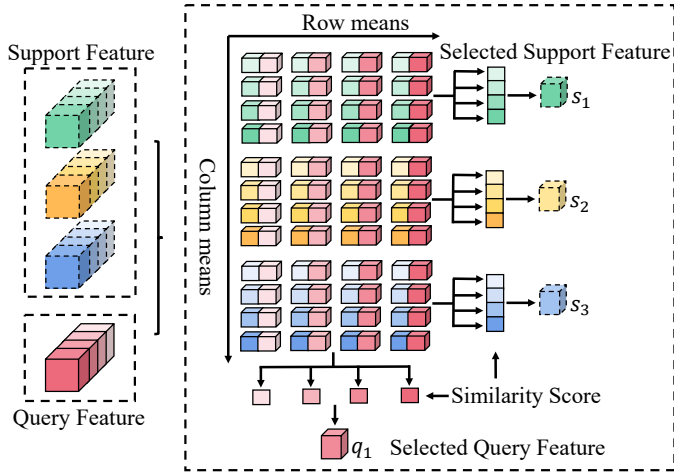 Row means
Support Feature
Selected Support Feature
s1
Column means
s2
s3
Similarity Score
Query Feature
q1
Selected Query Feature